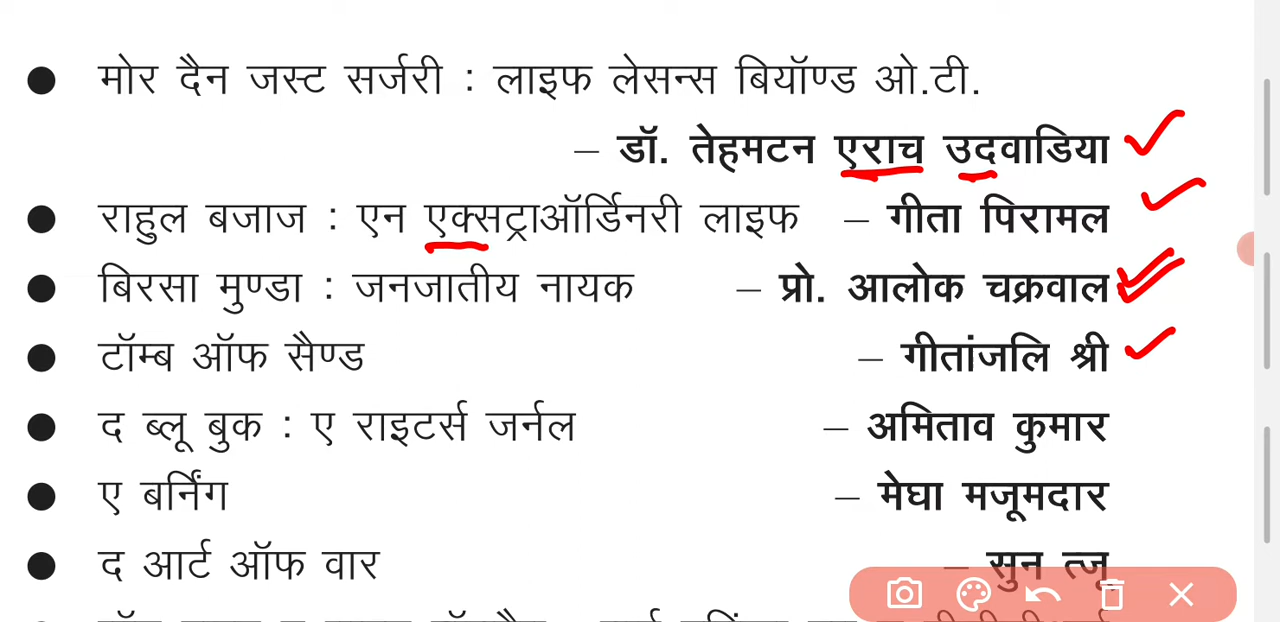 ● मोर दैन जस्ट सर्जरी : लाइफ लेसन्स बियॉण्ड ओ.टी.
– डॉ. तेहमटन एराच उदवाडिया
● राहुल बजाज : एन एक्सट्राऑर्डिनरी लाइफ – गीता पिरामल
● बिरसा मुण्डा : जनजातीय नायक – प्रो. आलोक चक्रवाल
● टॉम्ब ऑफ सैण्ड – गीतांजलि श्री
● द ब्लू बुक : ए राइटर्स जर्नल – अमिताव कुमार
● ए बर्निंग – मेघा मजूमदार
● द आर्ट ऑफ वार – सुन त्जू